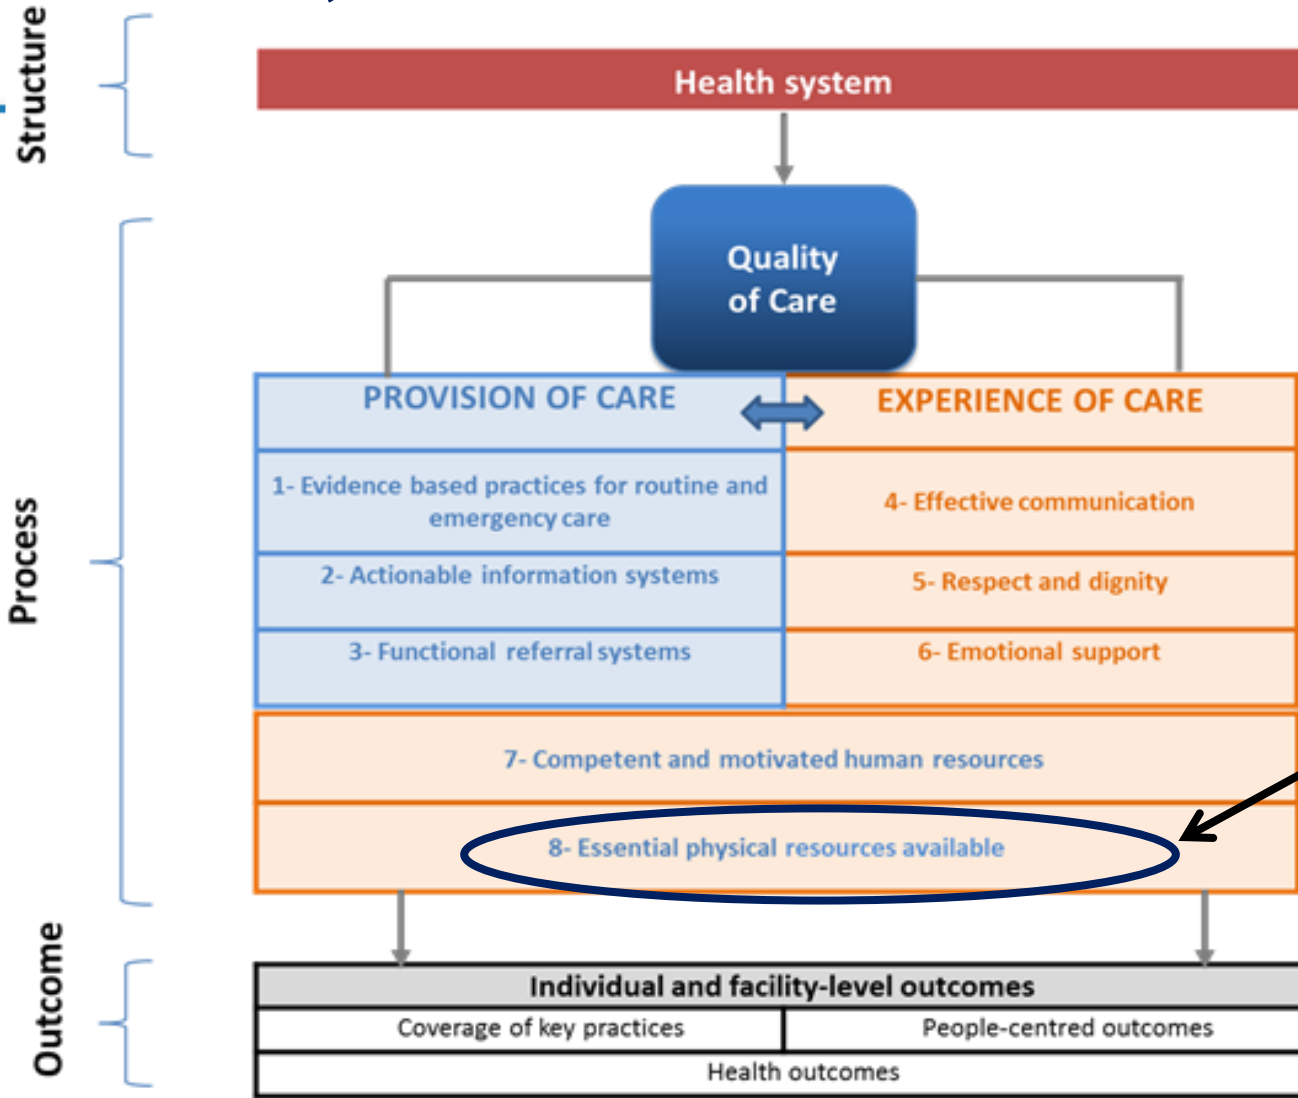 Structure
Health system
Quality
of Care
Process
PROVISION OF CARE
EXPERIENCE OF CARE
1- Evidence based practices for routine and
emergency care
4- Effective communication
2- Actionable information systems
5- Respect and dignity
3- Functional referral systems
6- Emotional support
7- Competent and motivated human resources
8- Essential physical resources available
Outcome
Individual and facility-level outcomes
Coverage of key practices
People-centred outcomes
Health outcomes